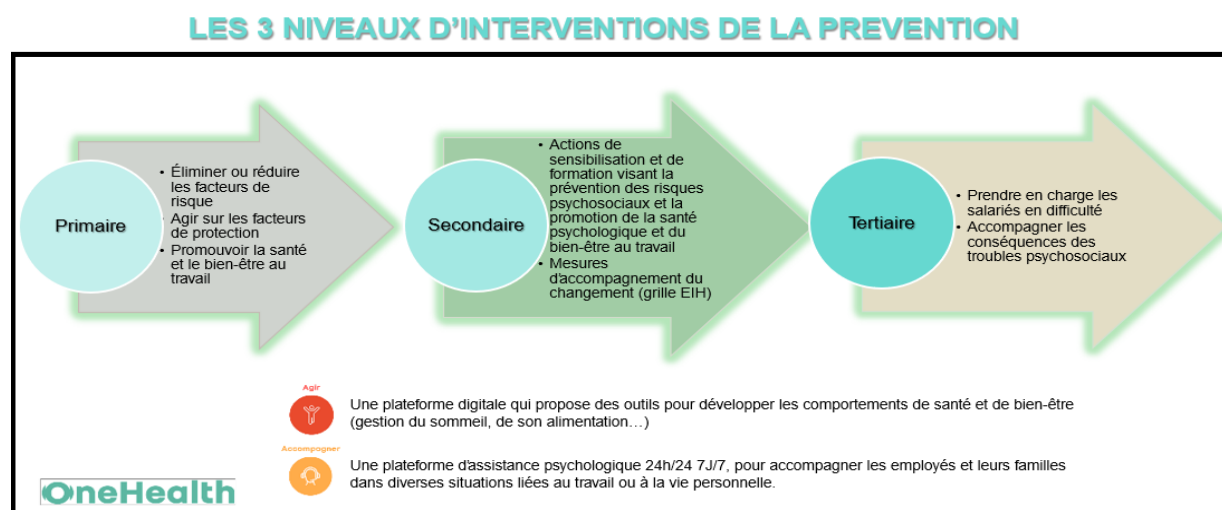 LES 3 NIVEAUX D'INTERVENTIONS DE LA PREVENTION
Primaire
• Éliminer ou réduire
les facteurs de
risque
• Agir sur les facteurs
de protection
• Promouvoir la santé
et le bien-être au
travail
Secondaire
• Actions de
sensibilisation et de
formation visant la
prévention des risques
psychosociaux et la
promotion de la santé
psychologique et du
bien-être au travail
• Mesures
d'accompagnement du
changement (grille EIH)
Tertiaire
• Prendre en charge les
salariés en difficulté
• Accompagner les
conséquences des
troubles psychosociaux
Agir
Une plateforme digitale qui propose des outils pour développer les comportements de santé et de bien-être
(gestion du sommeil, de son alimentation…)
Accompagner
Une plateforme d'assistance psychologique 24h/24 7J/7, pour accompagner les employés et leurs familles
dans diverses situations liées au travail ou à la vie personnelle.
OneHealth